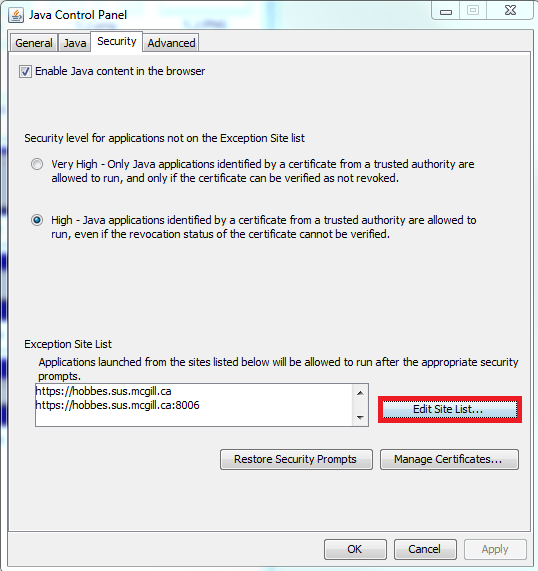 Java Control Panel
General Java Security Advanced
Enable Java content in the browser
Security level for applications not on the Exception Site list
Very High - Only Java applications identified by a certificate from a trusted authority are
allowed to run, and only if the certificate can be verified as not revoked.
High - Java applications identified by a certificate from a trusted authority are allowed to
run, even if the revocation status of the certificate cannot be verified.
Exception Site List
Applications launched from the sites listed below will be allowed to run after the appropriate security
prompts.
https://hobbes.sus.mcgill.ca
https://hobbes.sus.mcgill.ca:8006
Edit Site List...
Restore Security Prompts Manage Certificates...
OK Cancel Apply